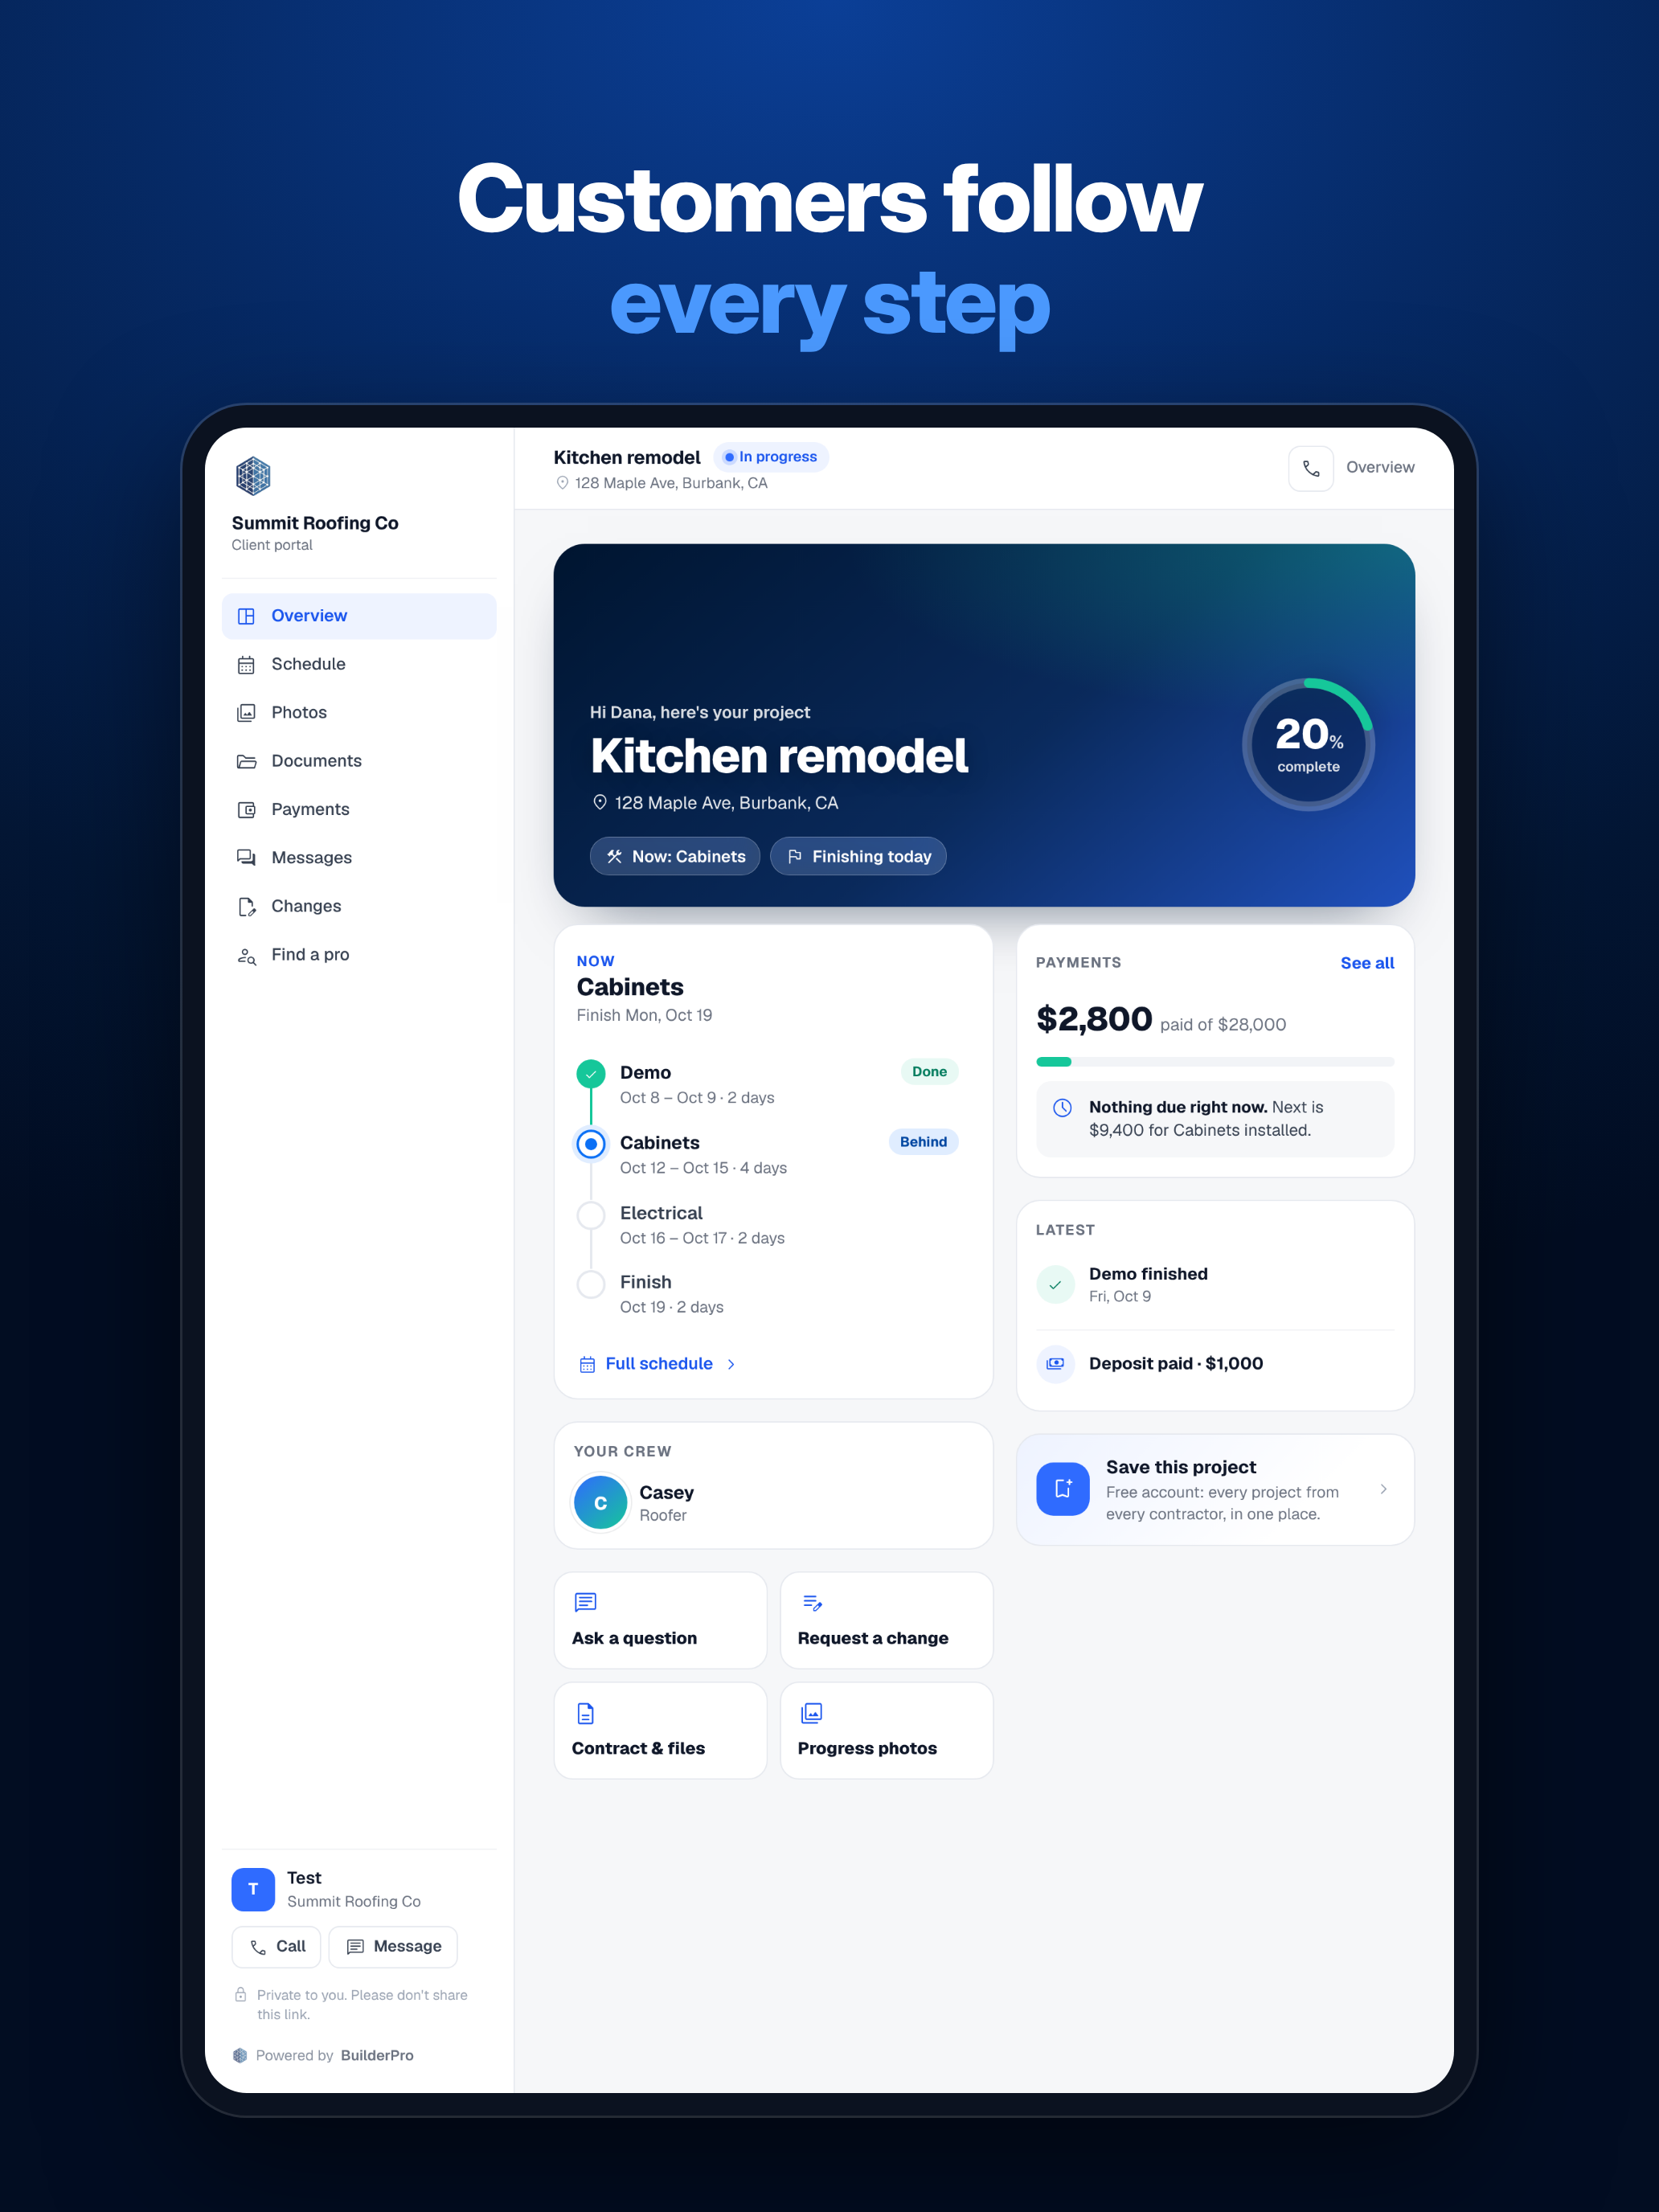 Customers follow
every step
Summit Roofing Co
Client portal
Overview
Schedule
Photos
Documents
Payments
Messages
Changes
Find a pro
Test
T
Summit Roofing Co
Call
Message
Private to you. Please don't share
this link.
Powered by BuilderPro
Kitchen remodel
In progress
128 Maple Ave, Burbank, CA
Overview
Hi Dana, here's your project
Kitchen remodel
128 Maple Ave, Burbank, CA
Now: Cabinets
Finishing today
20%
complete
NOW
Cabinets
Finish Mon, Oct 19
Demo
Done
Oct 8 – Oct 9 · 2 days
Cabinets
Behind
Oct 12 – Oct 15 · 4 days
Electrical
Oct 16 – Oct 17 · 2 days
Finish
Oct 19 · 2 days
Full schedule
YOUR CREW
C
Casey
Roofer
Ask a question
Request a change
Contract & files
Progress photos
PAYMENTS
See all
$2,800 paid of $28,000
Nothing due right now. Next is
$9,400 for Cabinets installed.
LATEST
Demo finished
Fri, Oct 9
Deposit paid · $1,000
Save this project
Free account: every project from
every contractor, in one place.